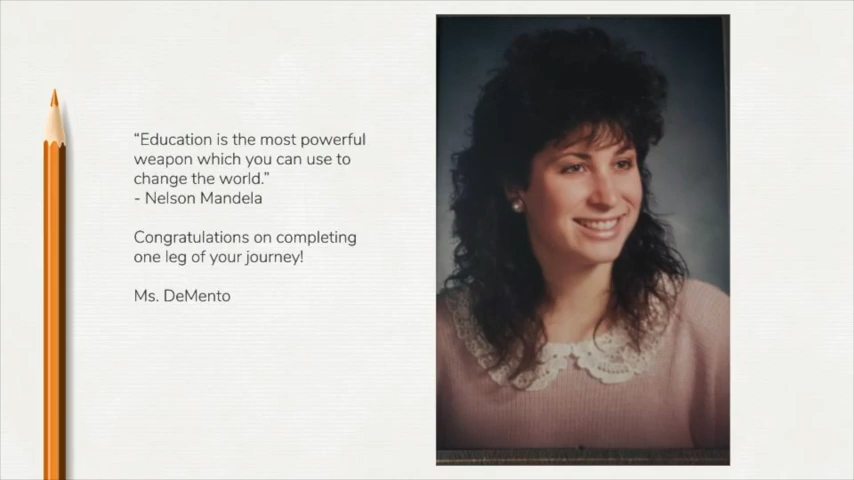 “Education is the most powerful
weapon which you can use to
change the world.”
- Nelson Mandela
Congratulations on completing
one leg of your journey!
Ms. DeMento